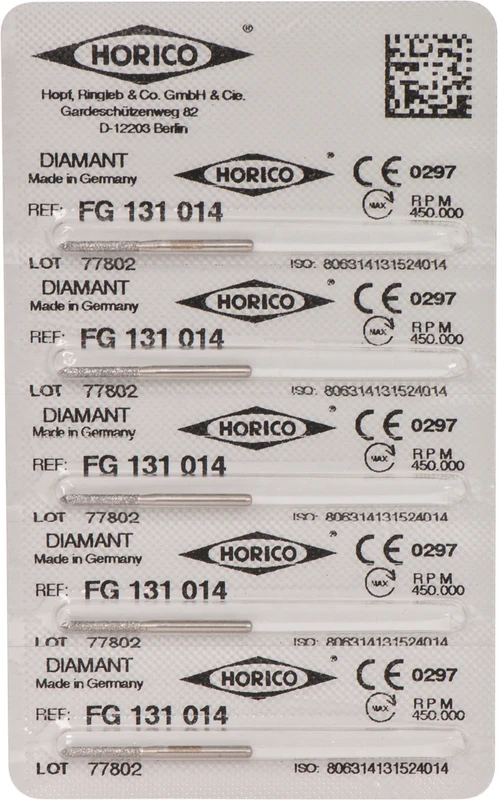 HORICO ®
Hopf, Ringleb & Co. GmbH & Cie.
Gardeschützenweg 82
D-12203 Berlin
DIAMANT HORICO ® CE 0297
Made in Germany
REF: FG 131 014 MAX RPM 450.000
LOT 77802 ISO: 806314131524014
DIAMANT HORICO ® CE 0297
Made in Germany
REF: FG 131 014 MAX RPM 450.000
LOT 77802 ISO: 806314131524014
DIAMANT HORICO ® CE 0297
Made in Germany
REF: FG 131 014 MAX RPM 450.000
LOT 77802 ISO: 806314131524014
DIAMANT HORICO ® CE 0297
Made in Germany
REF: FG 131 014 MAX RPM 450.000
LOT 77802 ISO: 806314131524014
DIAMANT HORICO ® CE 0297
Made in Germany
REF: FG 131 014 MAX RPM 450.000
LOT 77802 ISO: 806314131524014